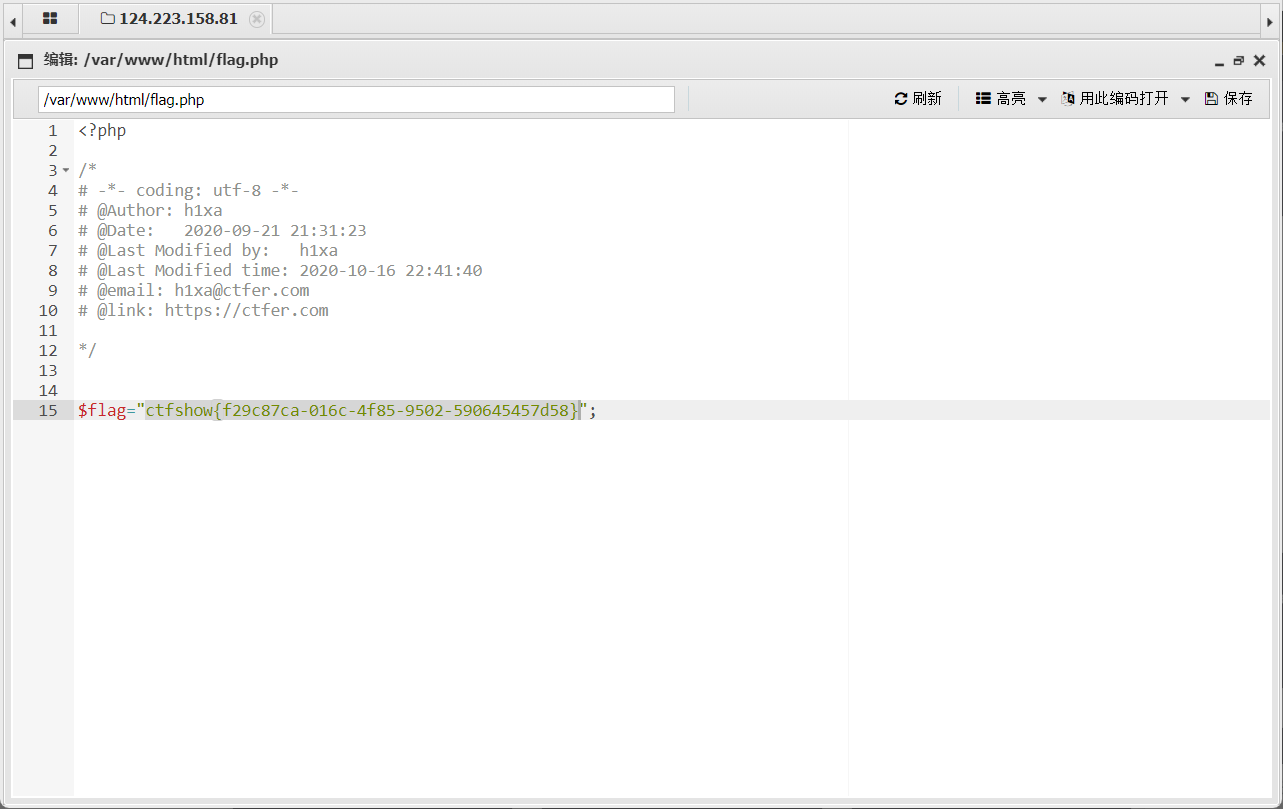 124.223.158.81
编辑: /var/www/html/flag.php
/var/www/html/flag.php 刷新 高亮 用此编码打开 保存
1 <?php
2
3 /*
4 # -*- coding: utf-8 -*-
5 # @Author: h1xa
6 # @Date:   2020-09-21 21:31:23
7 # @Last Modified by:   h1xa
8 # @Last Modified time: 2020-10-16 22:41:40
9 # @email: h1xa@ctfer.com
10 # @link: https://ctfer.com
11
12 */
13
14
15 $flag="ctfshow{f29c87ca-016c-4f85-9502-590645457d58}";